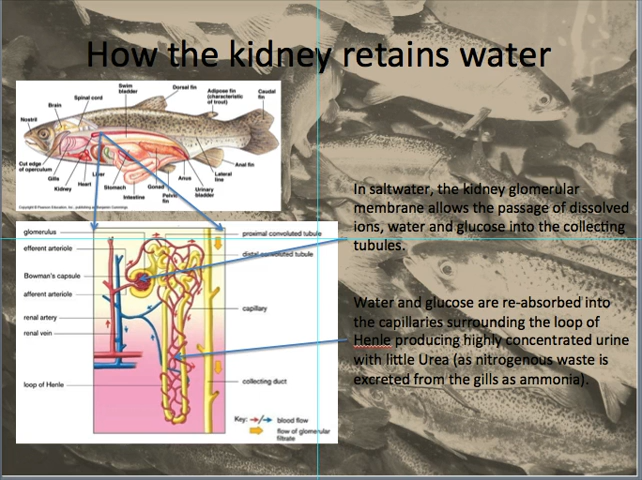 How the kidney retains water
Swim bladder
Dorsal fin
Adipose fin (characteristic of trout)
Caudal fin
Spinal cord
Brain
Nostril
Cut edge of operculum
Gills
Kidney
Heart
Liver
Stomach
Intestine
Gonad
Pelvic fin
Anus
Urinary bladder
Lateral line
Anal fin
In saltwater, the kidney glomerular
membrane allows the passage of dissolved
ions, water and glucose into the collecting
tubules.
glomerulus
efferent arteriole
Bowman's capsule
afferent arteriole
renal artery
renal vein
loop of Henle
proximal convoluted tubule
distal convoluted tubule
capillary
collecting duct
Key:
blood flow
flow of glomerular
filtrate
Water and glucose are re-absorbed into
the capillaries surrounding the loop of
Henle producing highly concentrated urine
with little Urea (as nitrogenous waste is
excreted from the gills as ammonia).